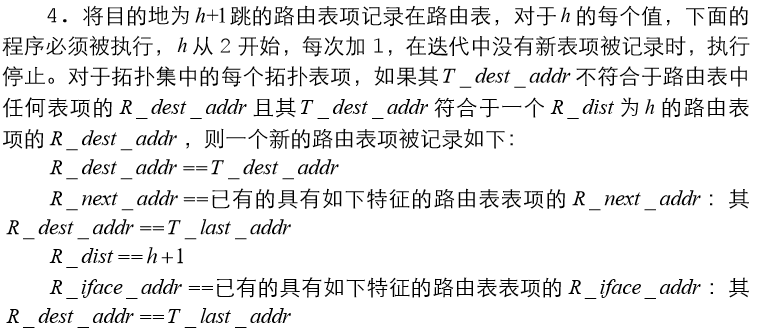 4．将目的地为h+1跳的路由表项记录在路由表，对于h的每个值，下面的
程序必须被执行，h从2开始，每次加1，在迭代中没有新表项被记录时，执行
停止。对于拓扑集中的每个拓扑表项，如果其T_dest_addr不符合于路由表中
任何表项的R_dest_addr且其T_dest_addr符合于一个R_dist为h的路由表
项的R_dest_addr，则一个新的路由表项被记录如下：
R_dest_addr==T_dest_addr
R_next_addr==已有的具有如下特征的路由表表项的R_next_addr：其
R_dest_addr==T_last_addr
R_dist==h+1
R_iface_addr==已有的具有如下特征的路由表表项的R_iface_addr：其
R_dest_addr==T_last_addr